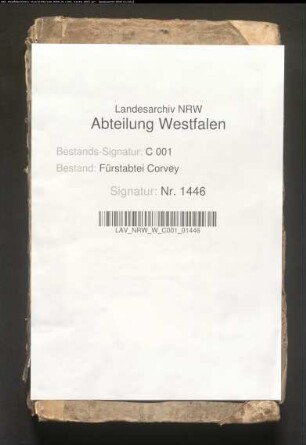 Landesarchiv NRW
Abteilung Westfalen
Bestands-Signatur: C 001
Bestand: Fürstabtei Corvey
Signatur: Nr. 1446
LAV_NRW_W_C001_01446